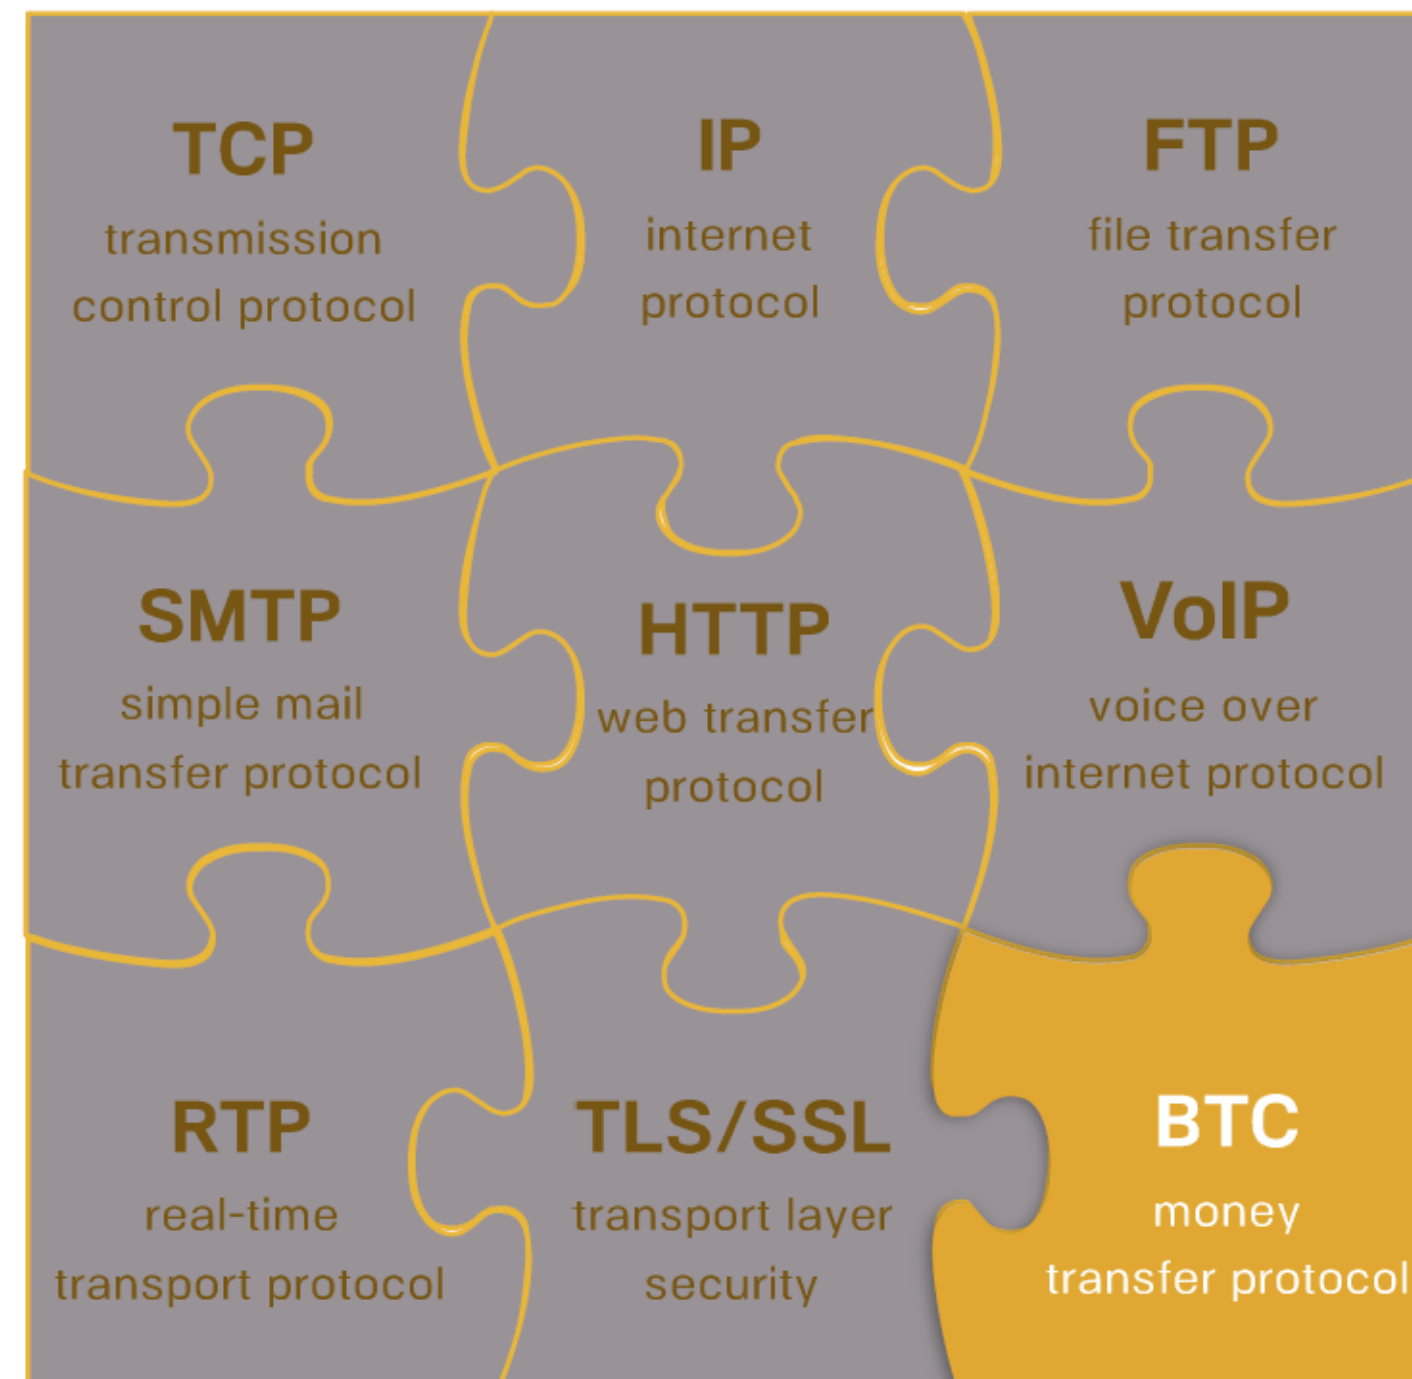 TCP
transmission
control protocol
IP
internet
protocol
FTP
file transfer
protocol
SMTP
simple mail
transfer protocol
HTTP
web transfer
protocol
VoIP
voice over
internet protocol
RTP
real-time
transport protocol
TLS/SSL
transport layer
security
BTC
money
transfer protocol